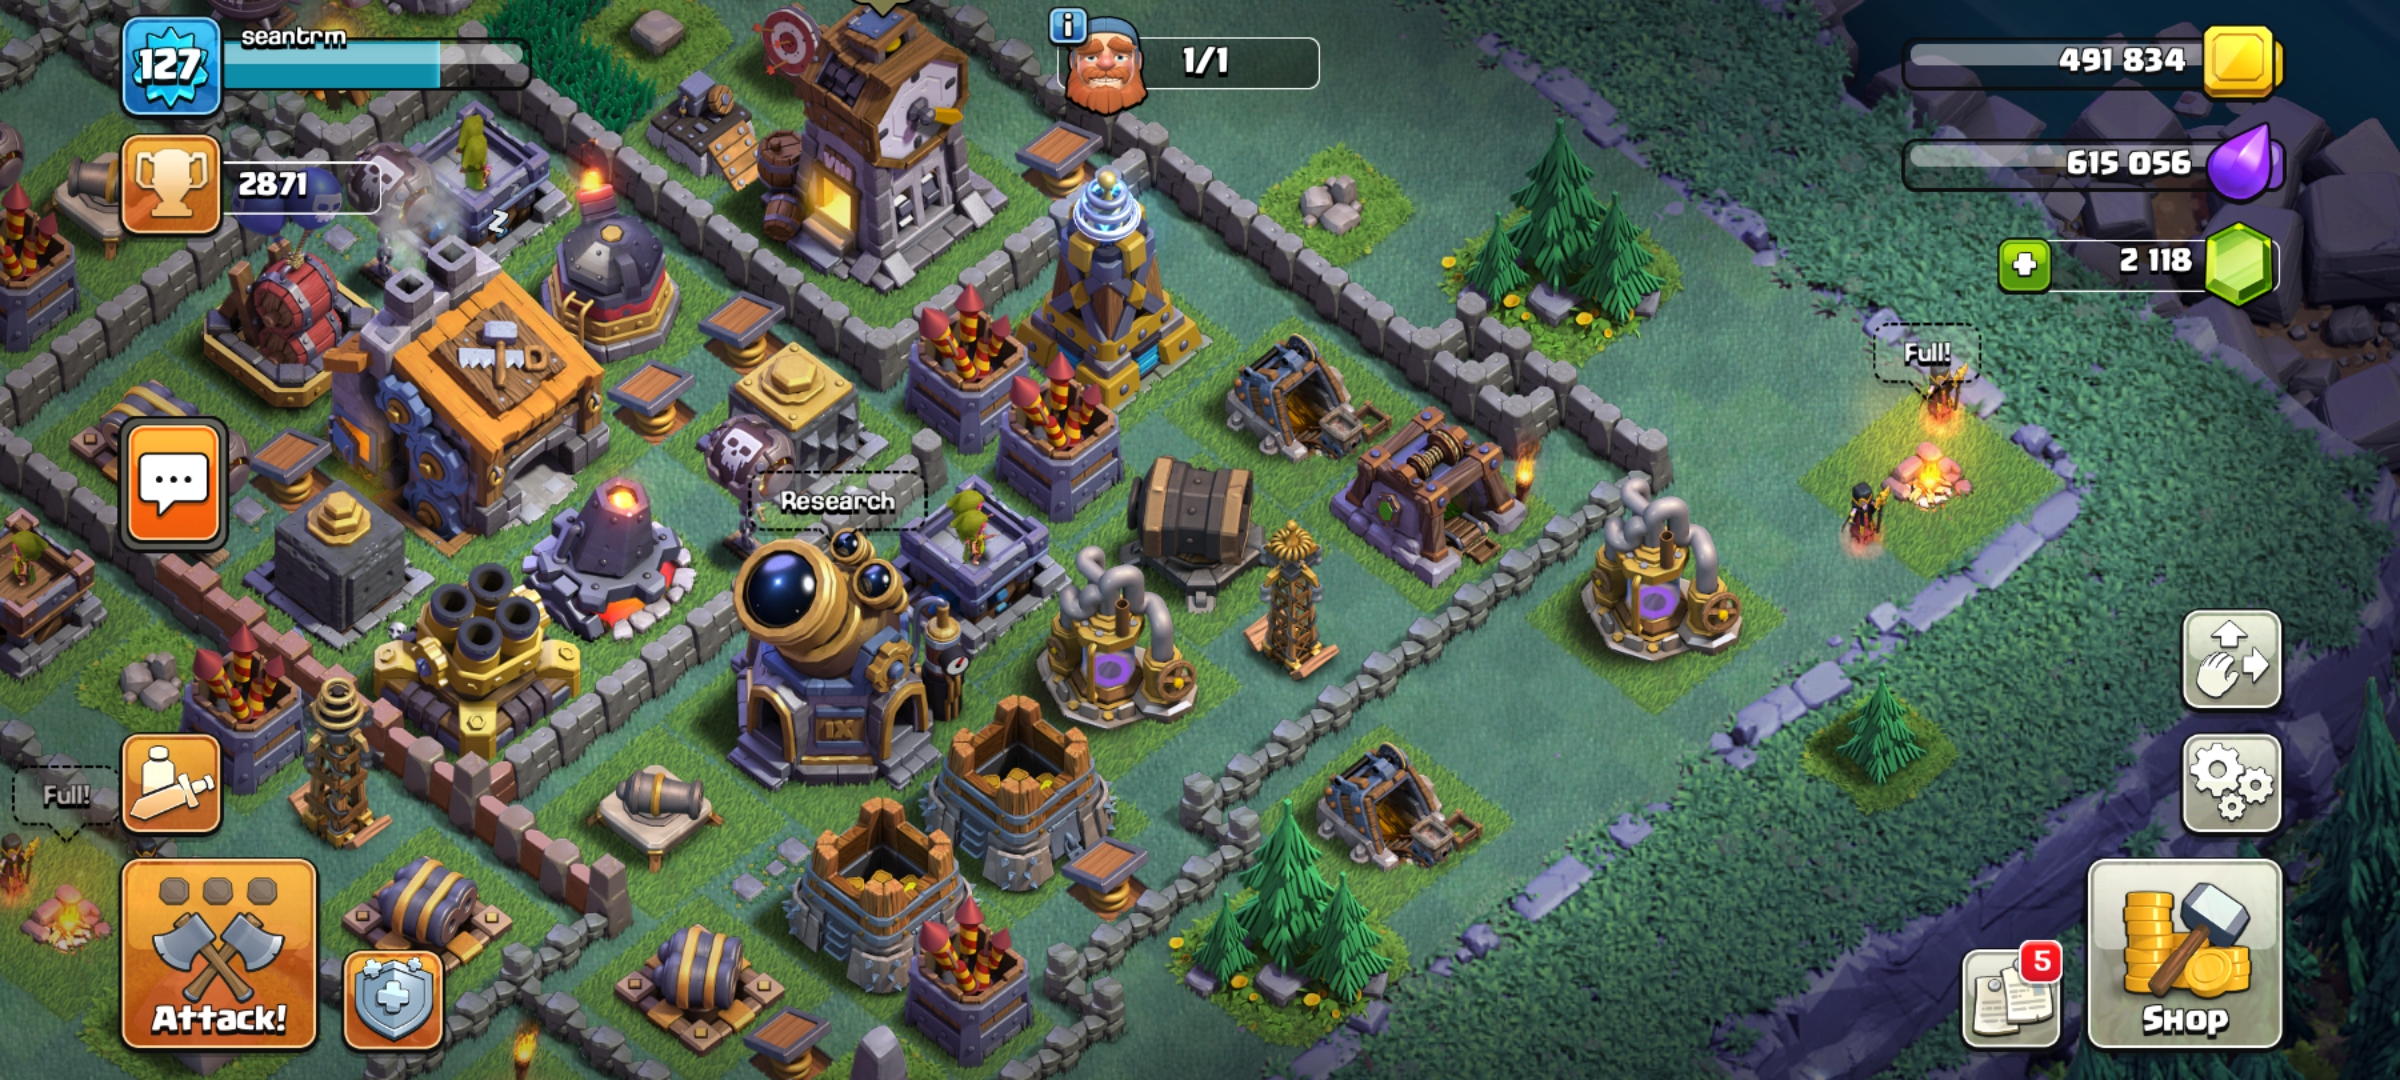 127
seantrm
i
1/1
491 834
2871
VIII
615 056
2 118
Z
Full!
Research
IX
Full!
Attack!
5
Shop